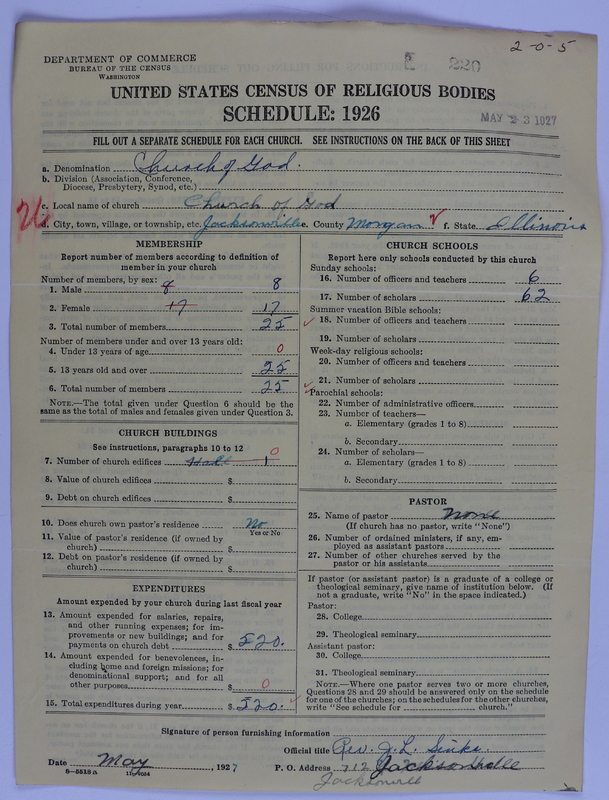 2-0-5
DEPARTMENT OF COMMERCE
BUREAU OF THE CENSUS
WASHINGTON
E 220
UNITED STATES CENSUS OF RELIGIOUS BODIES
SCHEDULE: 1926
MAY 23 1927
FILL OUT A SEPARATE SCHEDULE FOR EACH CHURCH. SEE INSTRUCTIONS ON THE BACK OF THIS SHEET
a. Denomination Church of God.
b. Division (Association, Conference, Diocese, Presbytery, Synod, etc.)
c. Local name of church Church of God
26
d. City, town, village, or township, etc. Jacksonville e. County Morgan f. State Illinois
MEMBERSHIP
Report number of members according to definition of
member in your church
Number of members, by sex:
1. Male 8 8
2. Female 17 17
3. Total number of members 25
Number of members under and over 13 years old:
4. Under 13 years of age 0
5. 13 years old and over 25
6. Total number of members 25
NOTE.—The total given under Question 6 should be the
same as the total of males and females given under Question 3.
CHURCH BUILDINGS
See instructions, paragraphs 10 to 12
7. Number of church edifices Hall 1 0
8. Value of church edifices $
9. Debt on church edifices $
10. Does church own pastor's residence No
Yes or No
11. Value of pastor's residence (if owned by
church) $
12. Debt on pastor's residence (if owned by
church) $
EXPENDITURES
Amount expended by your church during last fiscal year
13. Amount expended for salaries, repairs,
and other running expenses; for im-
provements or new buildings; and for
payments on church debt $ 520.
14. Amount expended for benevolences, in-
cluding home and foreign missions; for
denominational support; and for all
other purposes $ 0
15. Total expenditures during year $ 520.
CHURCH SCHOOLS
Report here only schools conducted by this church
Sunday schools:
16. Number of officers and teachers 6
17. Number of scholars 62
Summer vacation Bible schools:
18. Number of officers and teachers
19. Number of scholars
Week-day religious schools:
20. Number of officers and teachers
21. Number of scholars
Parochial schools:
22. Number of administrative officers
23. Number of teachers—
a. Elementary (grades 1 to 8)
b. Secondary
24. Number of scholars—
a. Elementary (grades 1 to 8)
b. Secondary
PASTOR
25. Name of pastor None
(If church has no pastor, write "None")
26. Number of ordained ministers, if any, em-
ployed as assistant pastors
27. Number of other churches served by the
pastor or his assistants
If pastor (or assistant pastor) is a graduate of a college or
theological seminary, give name of institution below. (If
not a graduate, write "No" in the space indicated.)
Pastor:
28. College
29. Theological seminary
Assistant pastor:
30. College
31. Theological seminary
NOTE.—Where one pastor serves two or more churches,
Questions 28 and 29 should be answered only on the schedule
for one of the churches; on the schedules for the other churches,
write "See schedule for church."
Signature of person furnishing information
Official title Rev. J. L. Sinke
Date May, 1927 P. O. Address 712 Jacksonville
8-5518a
Jacksonville